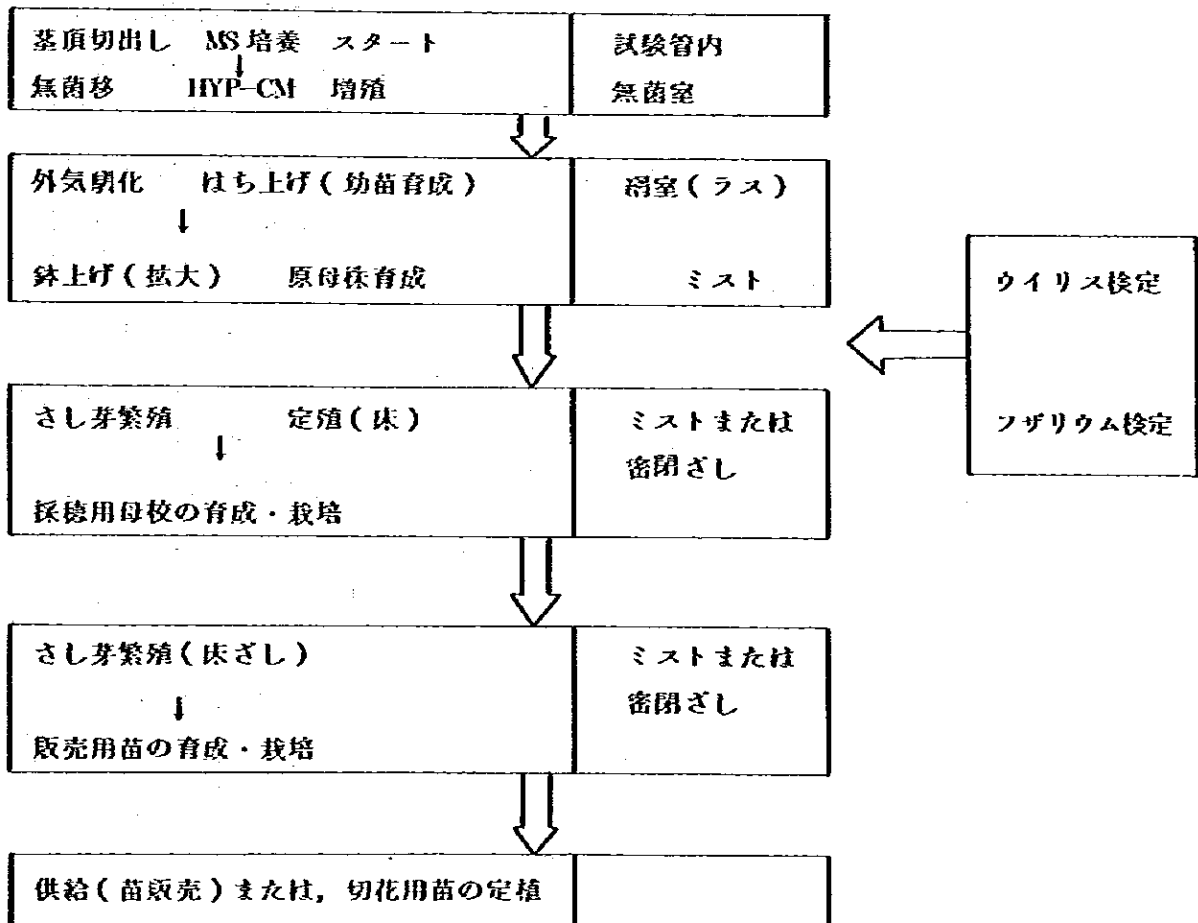 茎頂切出し MS培養 スタート 試験管内
↓
無菌移 HYP-CM 増殖 無菌室
外気馴化 はち上げ(幼苗育成) 網室(ラス)
↓
鉢上げ(拡大) 原母株育成 ミスト
ウイリス検定
フザリウム検定
さし芽繁殖 定殖(床) ミストまたは
↓ 密閉ざし
採穂用母枝の育成・栽培
さし芽繁殖(床ざし) ミストまたは
↓ 密閉ざし
販売用苗の育成・栽培
供給(苗販売)または,切花用苗の定植